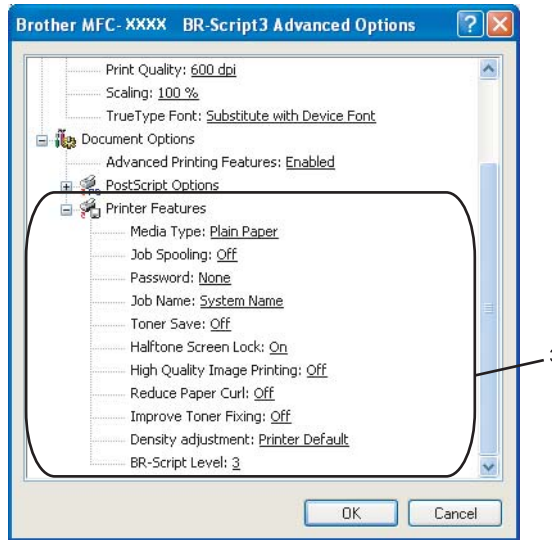 Brother MFC-XXXX BR-Script3 Advanced Options
Print Quality: 600 dpi
Scaling: 100 %
TrueType Font: Substitute with Device Font
Document Options
Advanced Printing Features: Enabled
PostScript Options
Printer Features
Media Type: Plain Paper
Job Spooling: Off
Password: None
Job Name: System Name
Toner Save: Off
Halftone Screen Lock: On
High Quality Image Printing: Off
Reduce Paper Curl: Off
Improve Toner Fixing: Off
Density adjustment: Printer Default
BR-Script Level: 3
3
OK Cancel